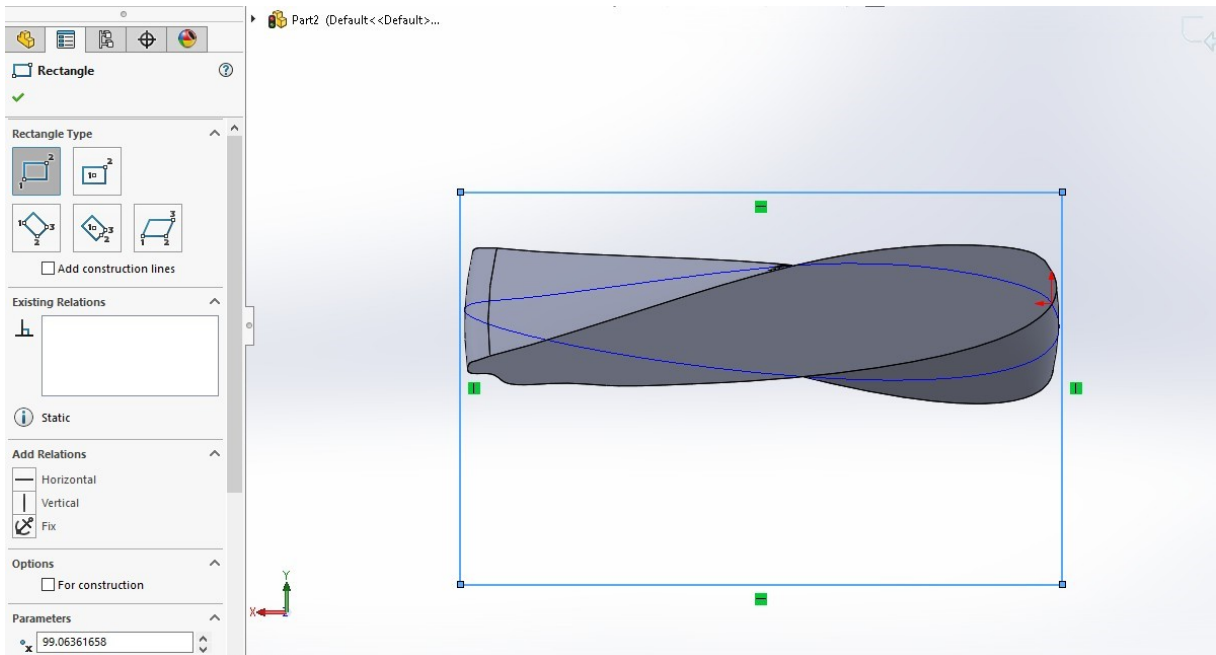 Part2 (Default<<Default>...
Rectangle
Rectangle Type
Add construction lines
Existing Relations
Static
Add Relations
Horizontal
Vertical
Fix
Options
For construction
Parameters
x 99.06361658
Y
X
Z